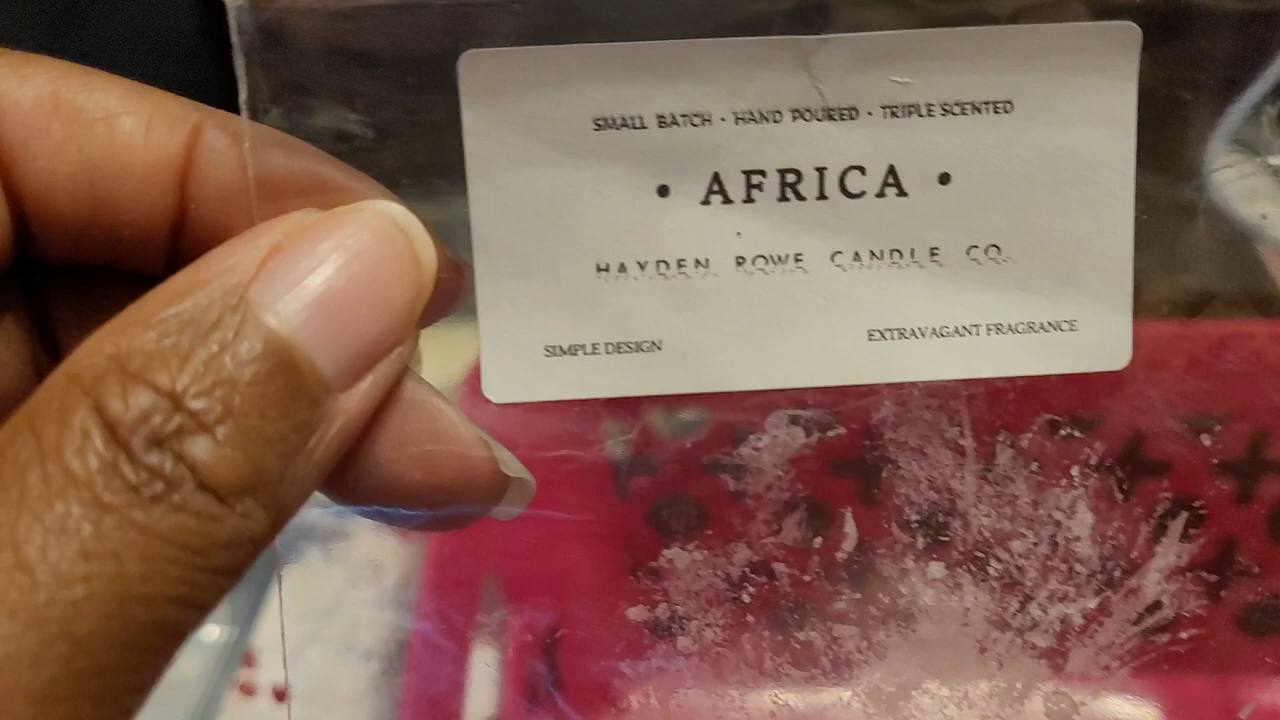 SMALL BATCH • HAND POURED • TRIPLE SCENTED
• AFRICA •
HAYDEN ROWE CANDLE CO.
SIMPLE DESIGN
EXTRAVAGANT FRAGRANCE